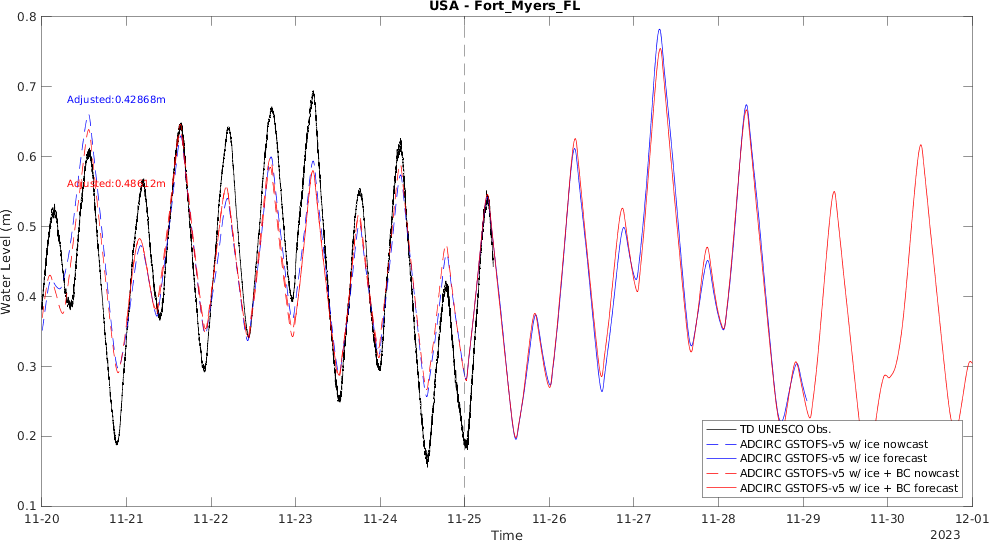 USA - Fort_Myers_FL
0.8
0.7
0.6
0.5
0.4
0.3
0.2
0.1
Water Level (m)
Adjusted:0.42868m
Adjusted:0.48612m
TD UNESCO Obs.
ADCIRC GSTOFS-v5 w/ ice nowcast
ADCIRC GSTOFS-v5 w/ ice forecast
ADCIRC GSTOFS-v5 w/ ice + BC nowcast
ADCIRC GSTOFS-v5 w/ ice + BC forecast
11-20 11-21 11-22 11-23 11-24 11-25 11-26 11-27 11-28 11-29 11-30 12-01
Time
2023